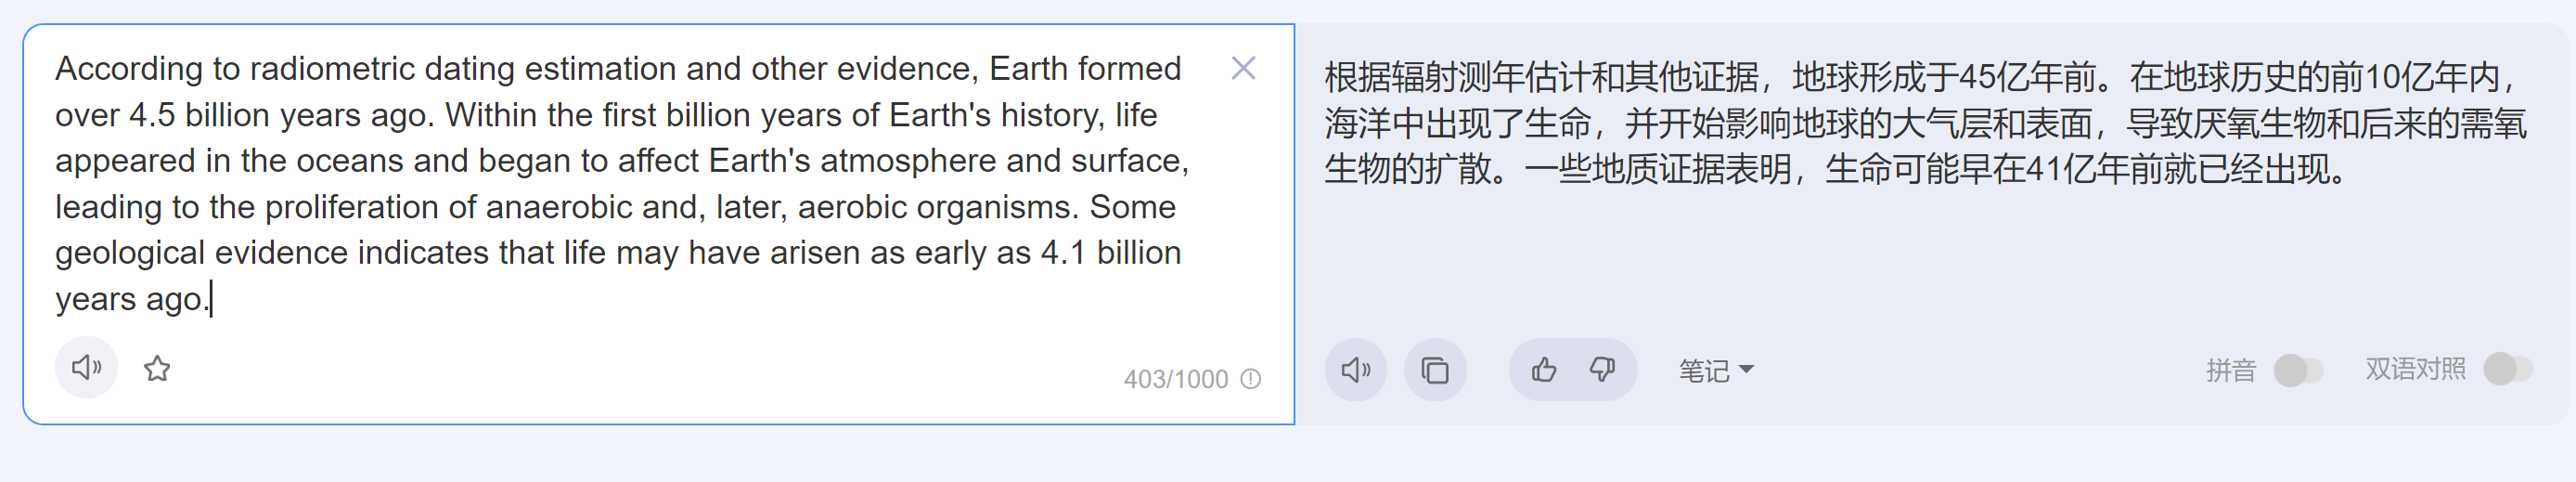 According to radiometric dating estimation and other evidence, Earth formed
over 4.5 billion years ago. Within the first billion years of Earth's history, life
appeared in the oceans and began to affect Earth's atmosphere and surface,
leading to the proliferation of anaerobic and, later, aerobic organisms. Some
geological evidence indicates that life may have arisen as early as 4.1 billion
years ago.
403/1000
根据辐射测年估计和其他证据，地球形成于45亿年前。在地球历史的前10亿年内，
海洋中出现了生命，并开始影响地球的大气层和表面，导致厌氧生物和后来的需氧
生物的扩散。一些地质证据表明，生命可能早在41亿年前就已经出现。
笔记
拼音
双语对照